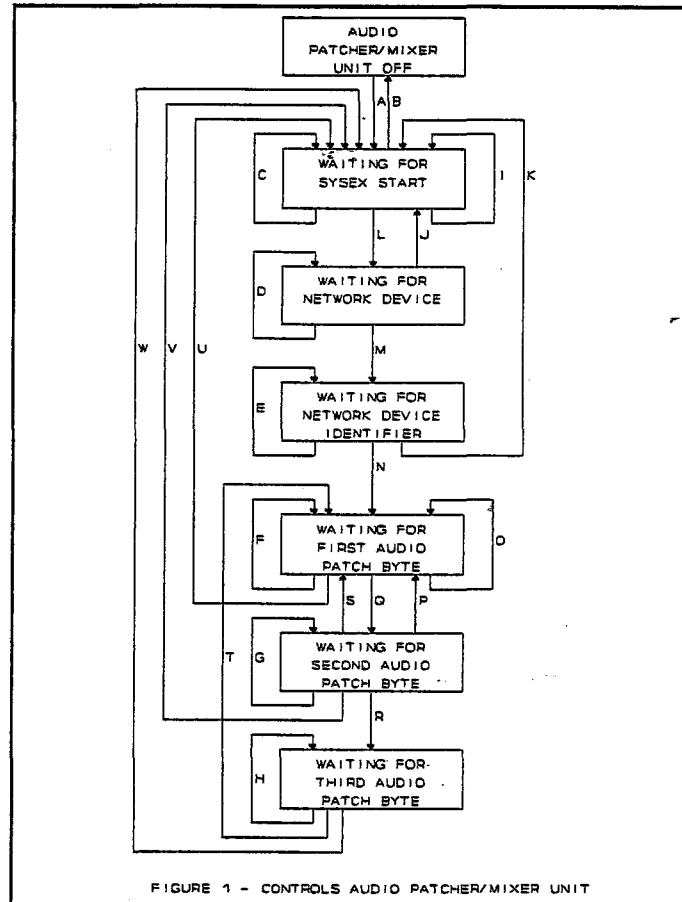 AUDIO
PATCHER/MIXER
UNIT OFF
A B
WAITING FOR
SYSEX START
C
I
K
L
J
WAITING FOR
NETWORK DEVICE
D
W
V
U
M
WAITING FOR
NETWORK DEVICE
IDENTIFIER
E
N
WAITING FOR
FIRST AUDIO
PATCH BYTE
F
O
S
Q
P
T
G
WAITING FOR
SECOND AUDIO
PATCH BYTE
R
WAITING FOR
THIRD AUDIO
PATCH BYTE
H
FIGURE 1 - CONTROLS AUDIO PATCHER/MIXER UNIT